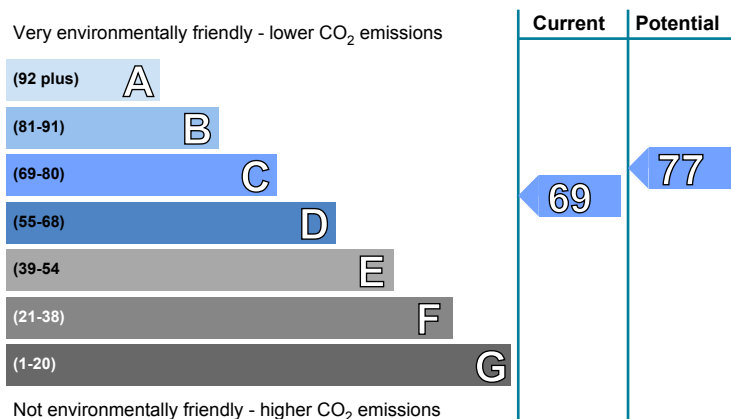 Very environmentally friendly - lower CO2 emissions
Current
Potential
(92 plus) A
(81-91) B
(69-80) C
(55-68) D
(39-54 E
(21-38) F
(1-20) G
69
77
Not environmentally friendly - higher CO2 emissions